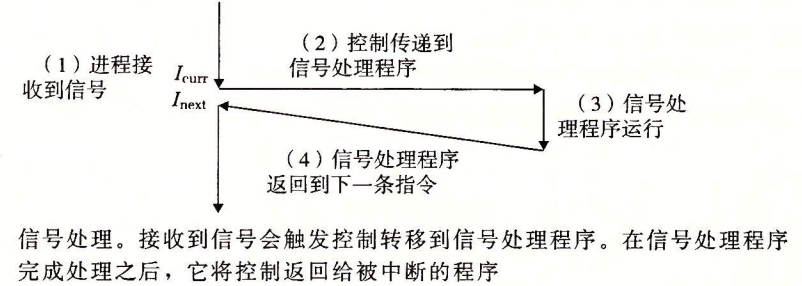 （1）进程接
收到信号
I curr
I next
（2）控制传递到
信号处理程序
（3）信号处
理程序运行
（4）信号处理程序
返回到下一条指令
信号处理。接收到信号会触发控制转移到信号处理程序。在信号处理程序
完成处理之后，它将控制返回给被中断的程序